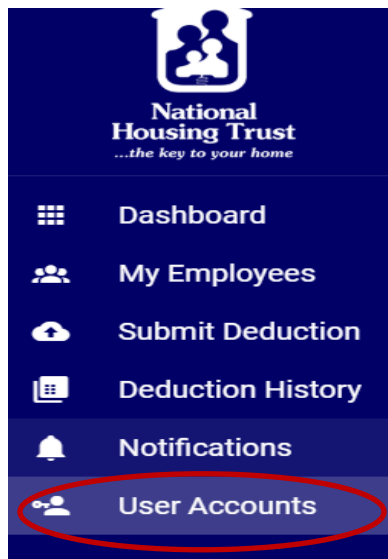 National
Housing Trust
...the key to your home
Dashboard
My Employees
Submit Deduction
Deduction History
Notifications
User Accounts